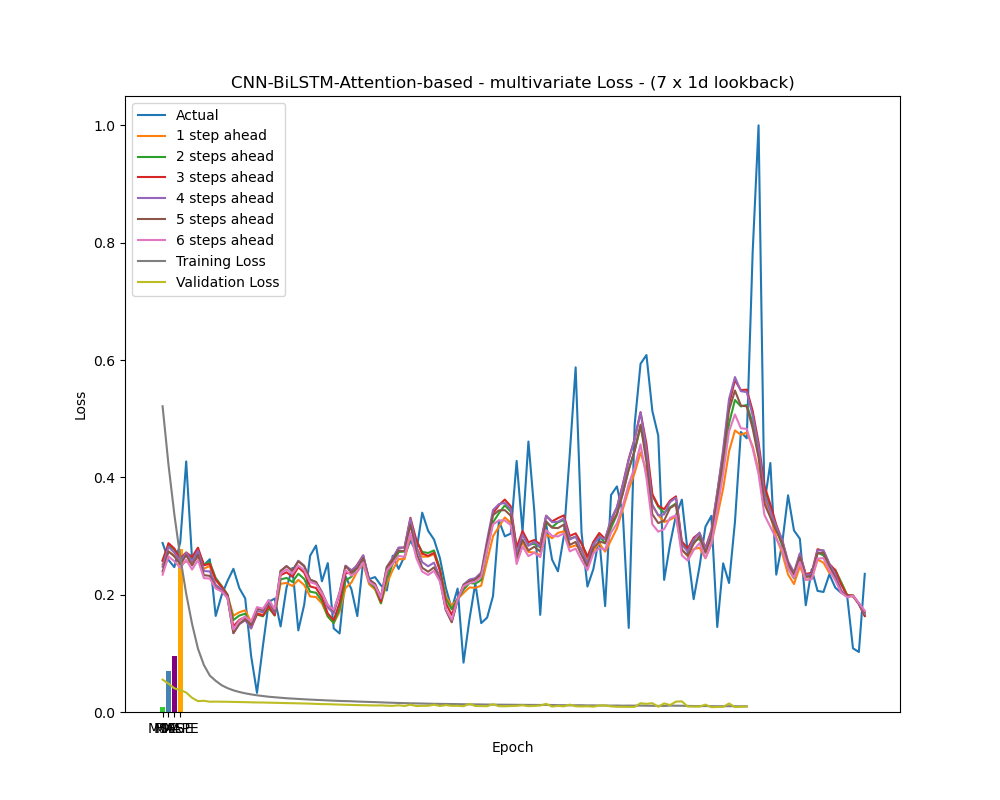 CNN-BiLSTM-Attention-based - multivariate Loss - (7 x 1d lookback)
Actual
1 step ahead
2 steps ahead
3 steps ahead
4 steps ahead
5 steps ahead
6 steps ahead
Training Loss
Validation Loss
1.0
0.8
0.6
0.4
0.2
0.0
Loss
Epoch